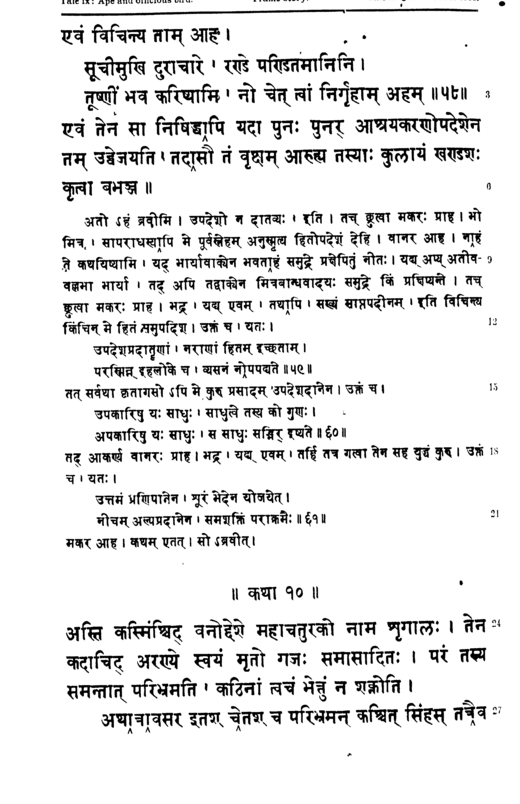 Tale ix: Ape and officious bird. Frame-story.
एवं विचिन्त्य ताम् आह।
सूचीमुखि दुराचारे । रण्डे पण्डितमानिनि।
तूष्णीं भव करिष्यामि । नो चेत् त्वां निर्गृहाम् अहम् ॥५८॥ 3
एवं तेन सा निषिद्धापि यदा पुनः पुनर् आश्रयकरणोपदेशेन
तम् उद्वेजयति । तदासौ तं वृक्षम् आरुह्य तस्याः कुलायं खण्डशः
कृत्वा बभञ्ज ॥ 6
अतो ऽहं ब्रवीमि । उपदेशो न दातव्यः । इति । तच् छ्रुत्वा मकरः प्राह। भो
मित्र, । सापराधस्यापि मे पूर्वस्नेहम् अनुस्मृत्य हितोपदेशं देहि । वानर आह । नाहं
ते कथयिष्यामि । यद् भार्यावाक्येन भवताहं समुद्रे प्रक्षेपितुं नीतः। यद्य् अप्य् अतीव- 9
वल्लभा भार्या । तद् अपि तद्वाक्येन मित्रबान्धवादयः समुद्रे किं प्रक्षिप्यन्ते । तच्
छ्रुत्वा मकरः प्राह। भद्र । यद्य् एवम् । तथापि । सख्यं साप्तपदीनम् । इति विचिन्त्य
किंचिन् मे हितं समुपदिश। उक्तं च । यतः। 12
उपदेशप्रदातॄणां । नराणां हितम् इच्छताम्।
परस्मिन्न् इहलोके च । व्यसनं नोपपद्यते ॥५९॥
तत् सर्वथा कृतागसो ऽपि मे कुरु प्रसादम् उपदेशदानेन। उक्तं च। 15
उपकारिषु यः साधुः । साधुत्वे तस्य को गुणः।
अपकारिषु यः साधुः । स साधुः सद्भिर् इष्यते ॥६०॥
तद् आकर्ण्य वानरः प्राह। भद्र । यद्य् एवम् । तर्हि तत्र गत्वा तेन सह युद्धं कुरु । उक्तं 18
च । यतः।
उत्तमं प्रणिपातेन । शूरं भेदेन योजयेत्।
नीचम् अल्पप्रदानेन । समशक्तिं पराक्रमैः ॥६१॥ 21
मकर आह। कथम् एतत्। सो ऽब्रवीत्।
॥ कथा १० ॥
अस्ति कस्मिंश्चिद् वनोद्देशे महाचतुरको नाम शृगालः । तेन 24
कदाचिद् अरण्ये स्वयं मृतो गजः समासादितः । परं तस्य
समन्तात् परिभ्रमति । कठिनां त्वचं भेत्तुं न शक्नोति।
अथात्रावसर इतश् चेतश् च परिभ्रमन् कश्चित् सिंहस् तत्रैव 27